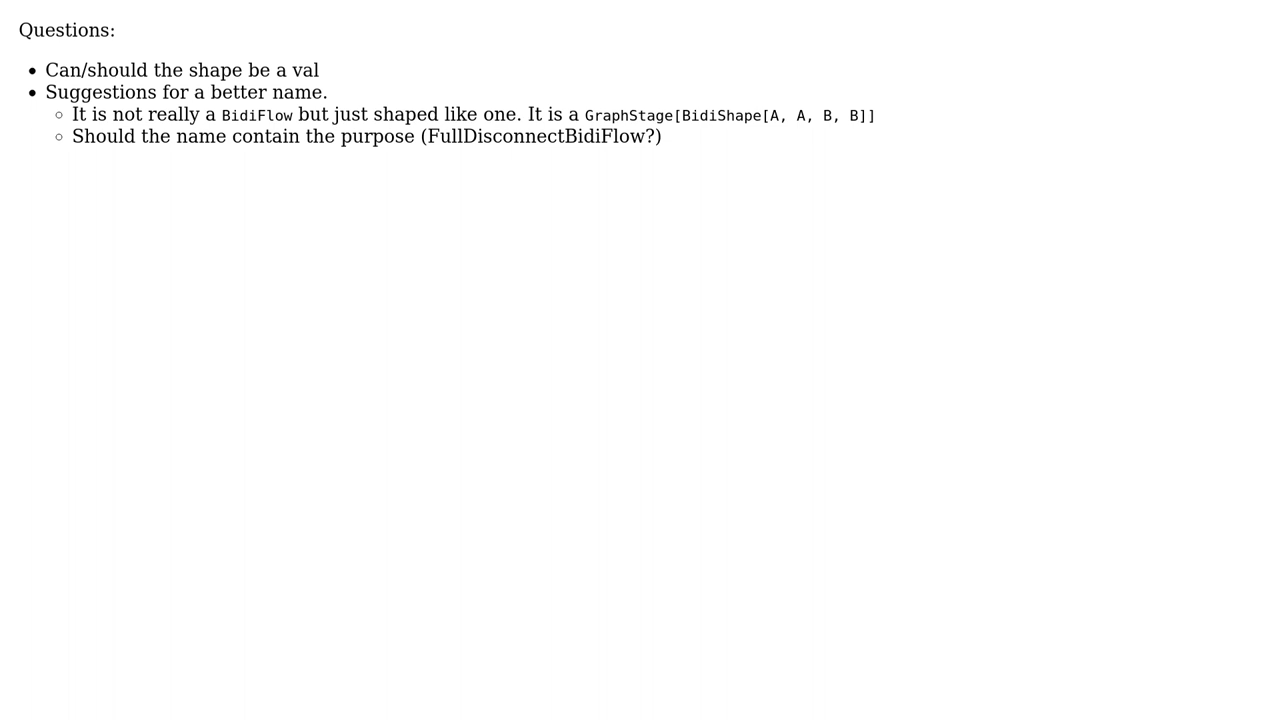 Questions:
Can/should the shape be a val
Suggestions for a better name.
It is not really a BidiFlow but just shaped like one. It is a GraphStage[BidiShape[A, A, B, B]]
Should the name contain the purpose (FullDisconnectBidiFlow?)